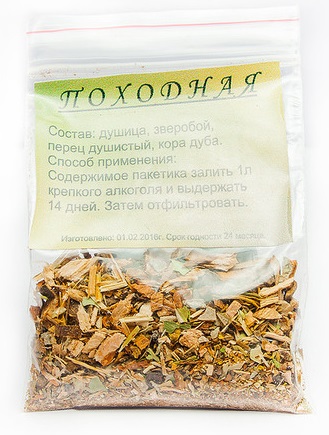 ПОХОДНАЯ
Состав: душица, зверобой,
перец душистый, кора дуба.
Способ применения:
Содержимое пакетика залить 1л
крепкого алкоголя и выдержать
14 дней. Затем отфильтровать.
Изготовлено: 01.02.2016г. Срок годности 24 месяца.